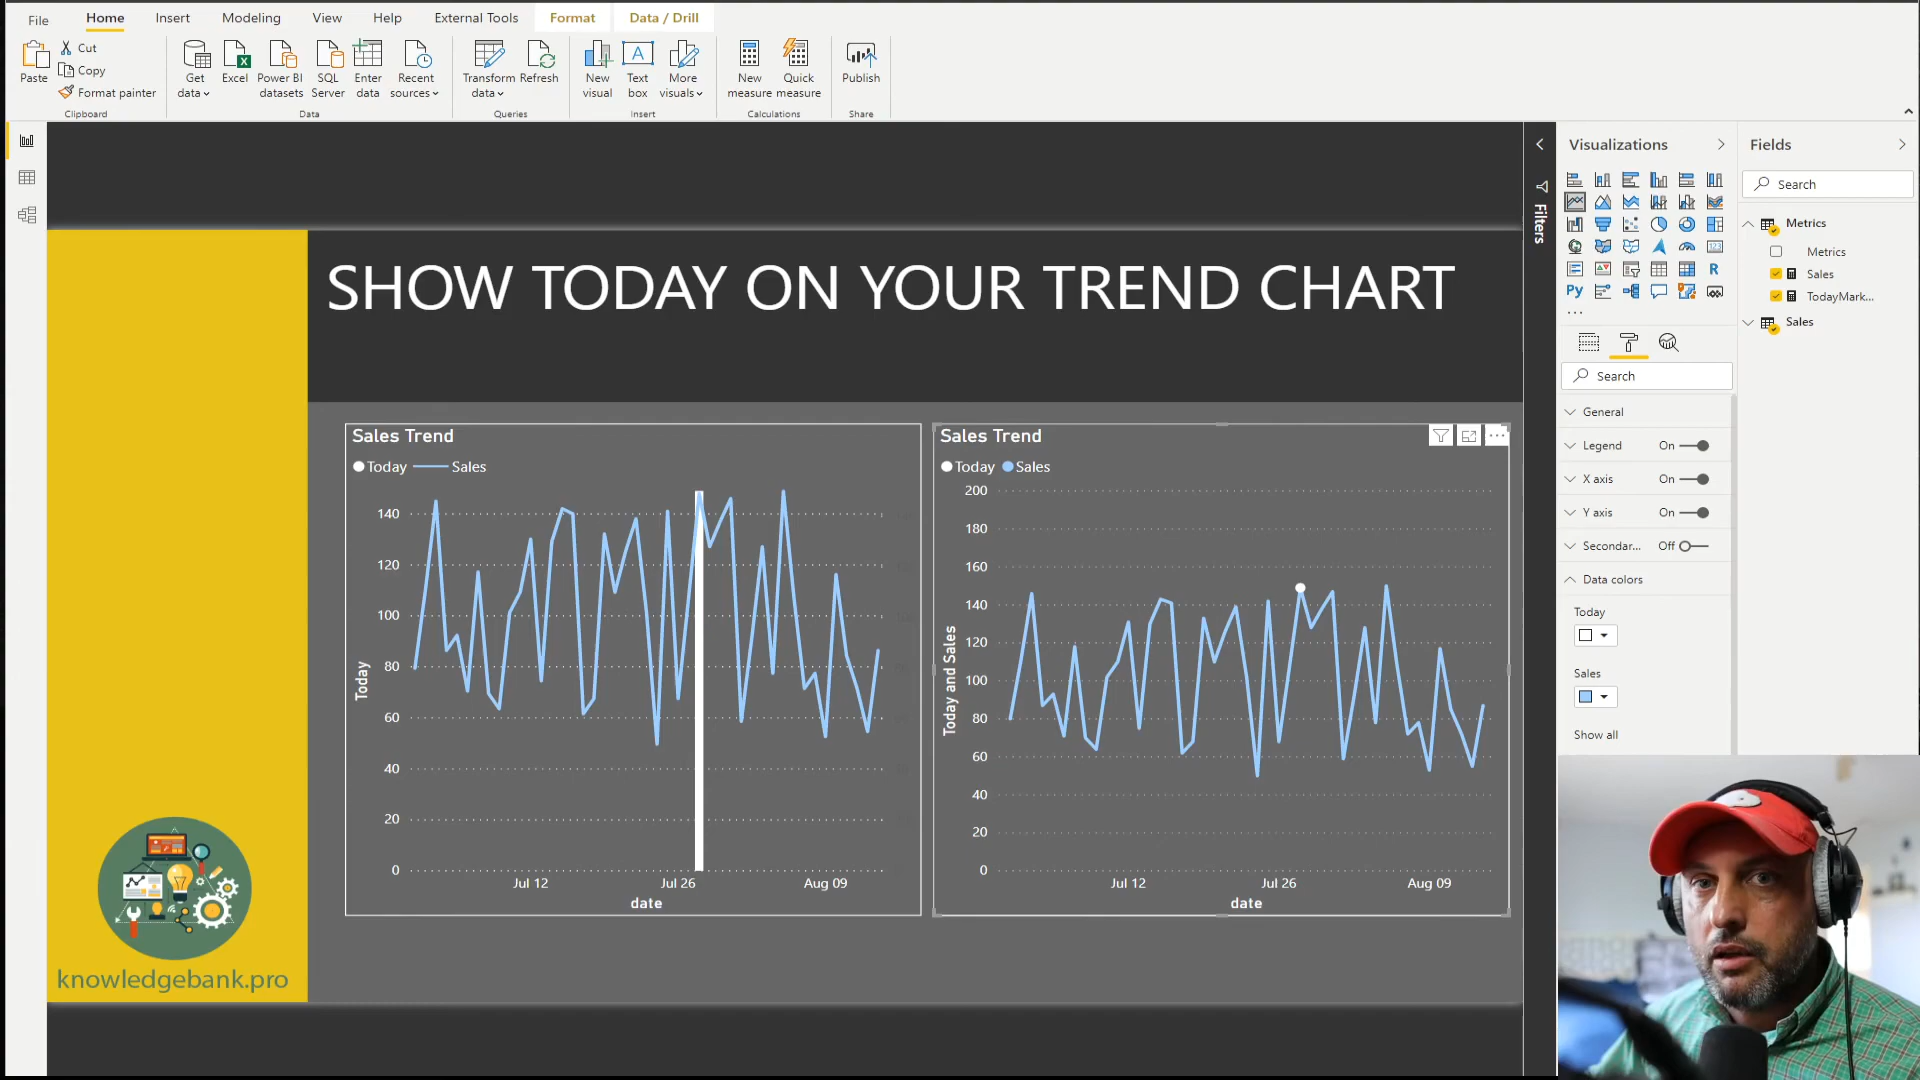 File
Home
Insert
Modeling
View
Help
External Tools
Format
Data / Drill
Paste
Cut
Copy
Format painter
Clipboard
Get
data
Excel
Power BI
datasets
SQL
Server
Enter
data
Recent
sources
Data
Transform
data
Refresh
Queries
New
visual
Text
box
More
visuals
Insert
New
measure
Quick
measure
Calculations
Publish
Share
SHOW TODAY ON YOUR TREND CHART
Sales Trend
Today Sales
140
120
100
80
60
40
20
0
Today
Jul 12 Jul 26 Aug 09
date
Sales Trend
Today Sales
200
180
160
140
120
100
80
60
40
20
0
Today and Sales
Jul 12 Jul 26 Aug 09
date
knowledgebank.pro
Filters
Visualizations
R
Py
123
Search
General
Legend On
X axis On
Y axis On
Secondar... Off
Data colors
Today
Sales
Show all
Fields
Search
Metrics
Metrics
Sales
TodayMark...
Sales